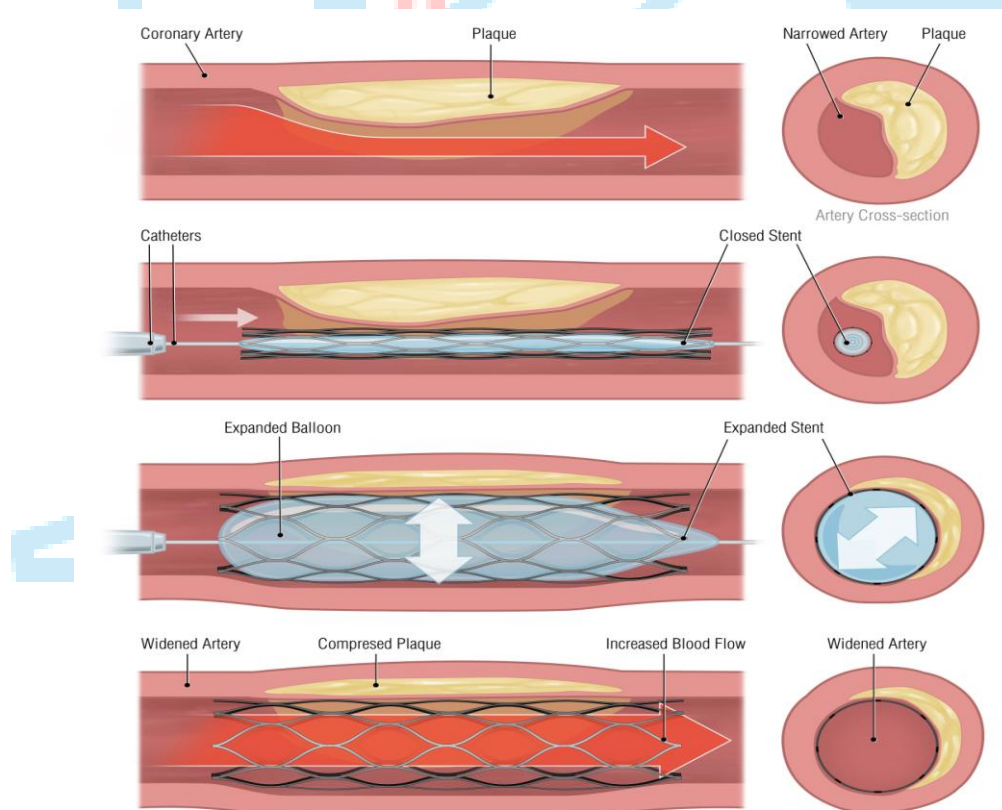 Coronary Artery
Plaque
Narrowed Artery
Plaque
Artery Cross-section
Catheters
Closed Stent
Expanded Balloon
Expanded Stent
Widened Artery
Compresed Plaque
Increased Blood Flow
Widened Artery